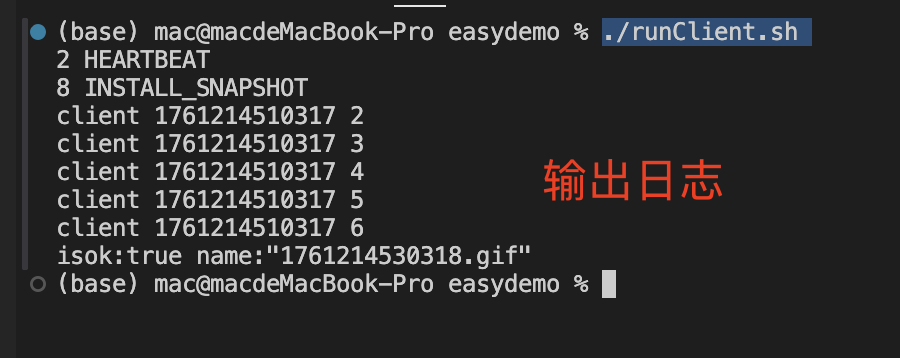 (base) mac@macdeMacBook-Pro easydemo % ./runClient.sh
2 HEARTBEAT
8 INSTALL_SNAPSHOT
client 1761214510317 2
client 1761214510317 3
client 1761214510317 4
输出日志
client 1761214510317 5
client 1761214510317 6
isok:true name:"1761214530318.gif"
(base) mac@macdeMacBook-Pro easydemo %